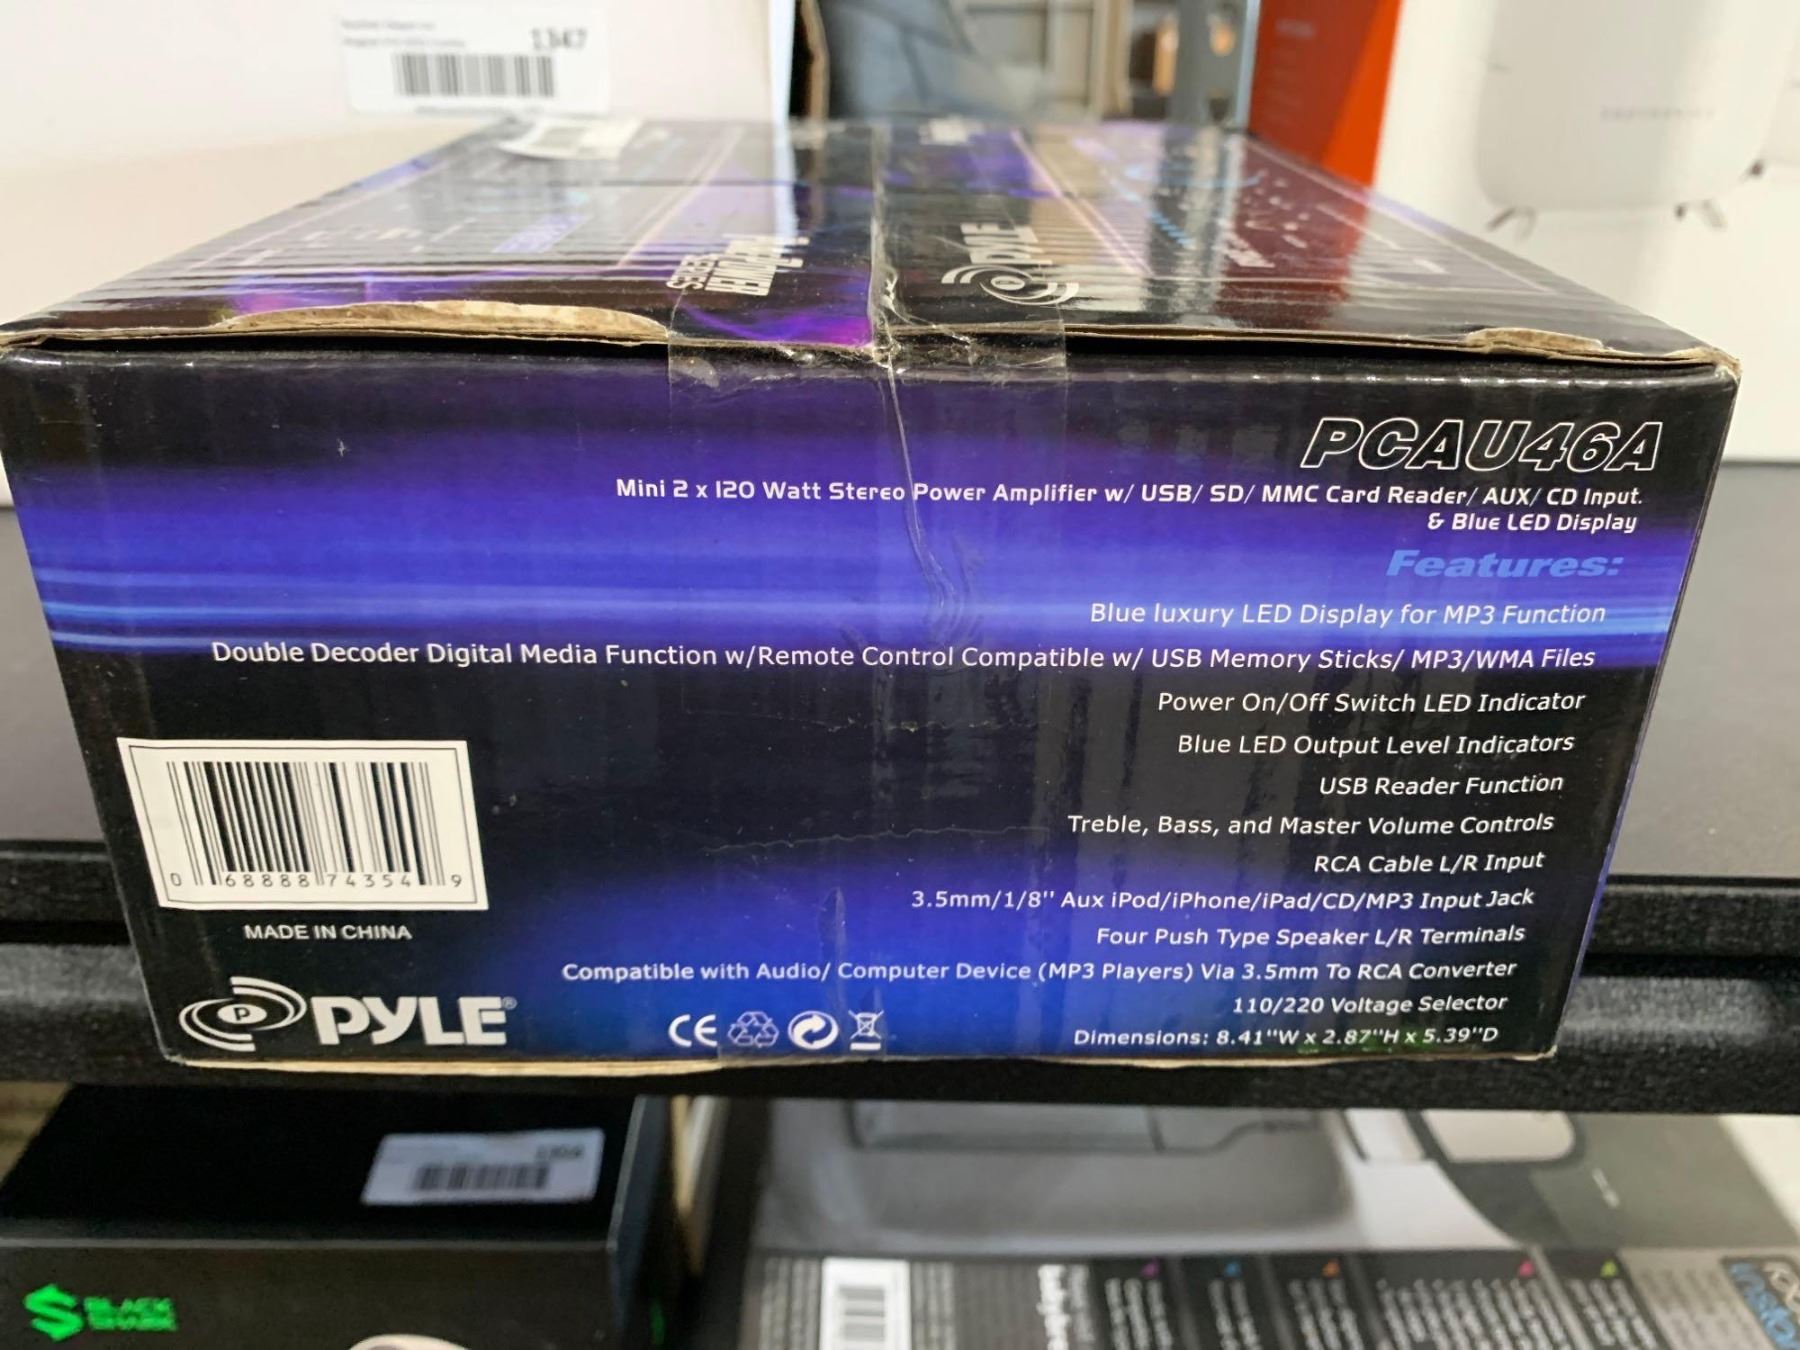 1347
PYLE
PCAU46A
Mini 2 x 120 Watt Stereo Power Amplifier w/ USB/ SD/ MMC Card Reader/ AUX/ CD Input.
& Blue LED Display
Features:
Blue luxury LED Display for MP3 Function
Double Decoder Digital Media Function w/Remote Control Compatible w/ USB Memory Sticks/ MP3/WMA Files
Power On/Off Switch LED Indicator
Blue LED Output Level Indicators
USB Reader Function
Treble, Bass, and Master Volume Controls
RCA Cable L/R Input
3.5mm/1/8" Aux iPod/iPhone/iPad/CD/MP3 Input Jack
Four Push Type Speaker L/R Terminals
Compatible with Audio/ Computer Device (MP3 Players) Via 3.5mm To RCA Converter
110/220 Voltage Selector
Dimensions: 8.41"W x 2.87"H x 5.39"D
0 68888 74354 9
MADE IN CHINA
PYLE®
CE
BLACK
SHARK